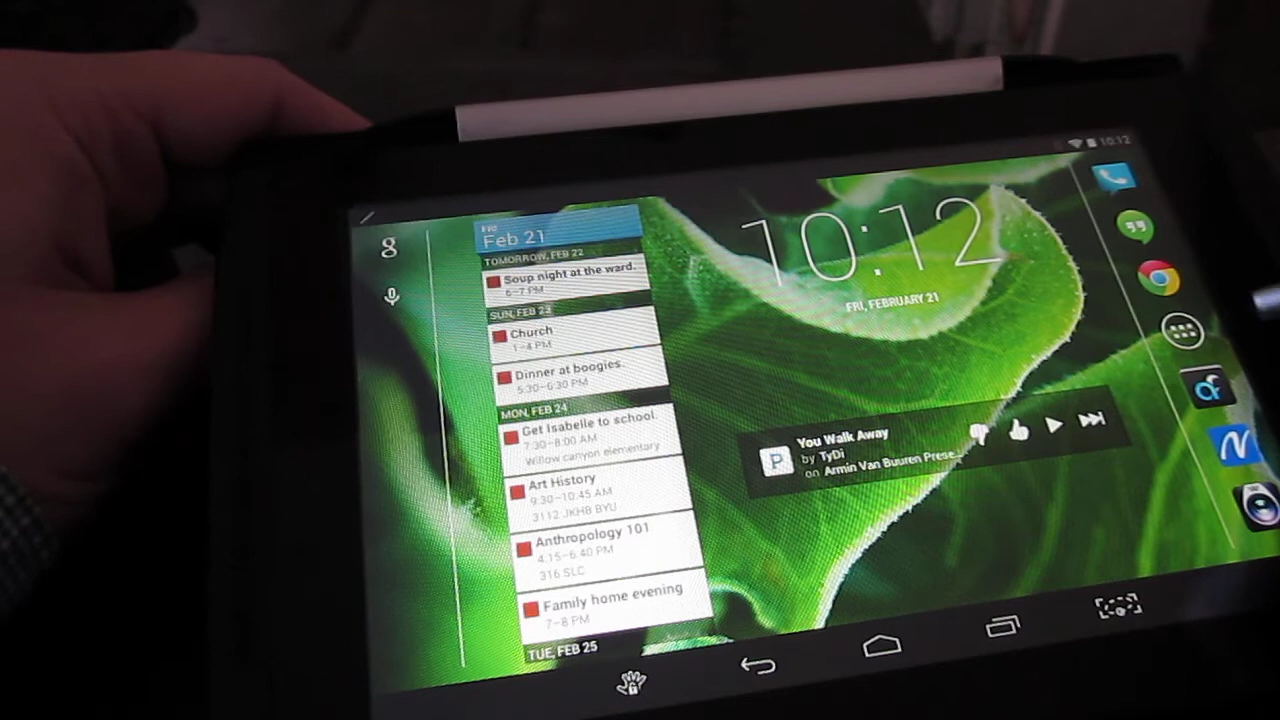 10:12
8
Fri
Feb 21
TOMORROW, FEB 22
Soup night at the ward.
6–7 PM
SUN, FEB 23
Church
1–4 PM
Dinner at boogies.
5:30–6:30 PM
MON, FEB 24
Get Isabelle to school.
7:30–8:00 AM
Willow canyon elementary
Art History
9:30–10:45 AM
3112 JKHB BYU
Anthropology 101
4:15–6:40 PM
316 SLC
Family home evening
7–8 PM
TUE, FEB 25
10:12
FRI, FEBRUARY 21
P
You Walk Away
by TyDi
on Armin Van Buuren Prese...
N